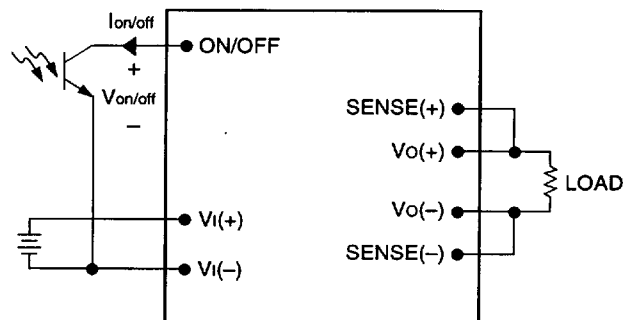 Ion/off
ON/OFF
+
Von/off
–
SENSE(+)
VO(+)
LOAD
VI(+)
VO(–)
SENSE(–)
VI(–)